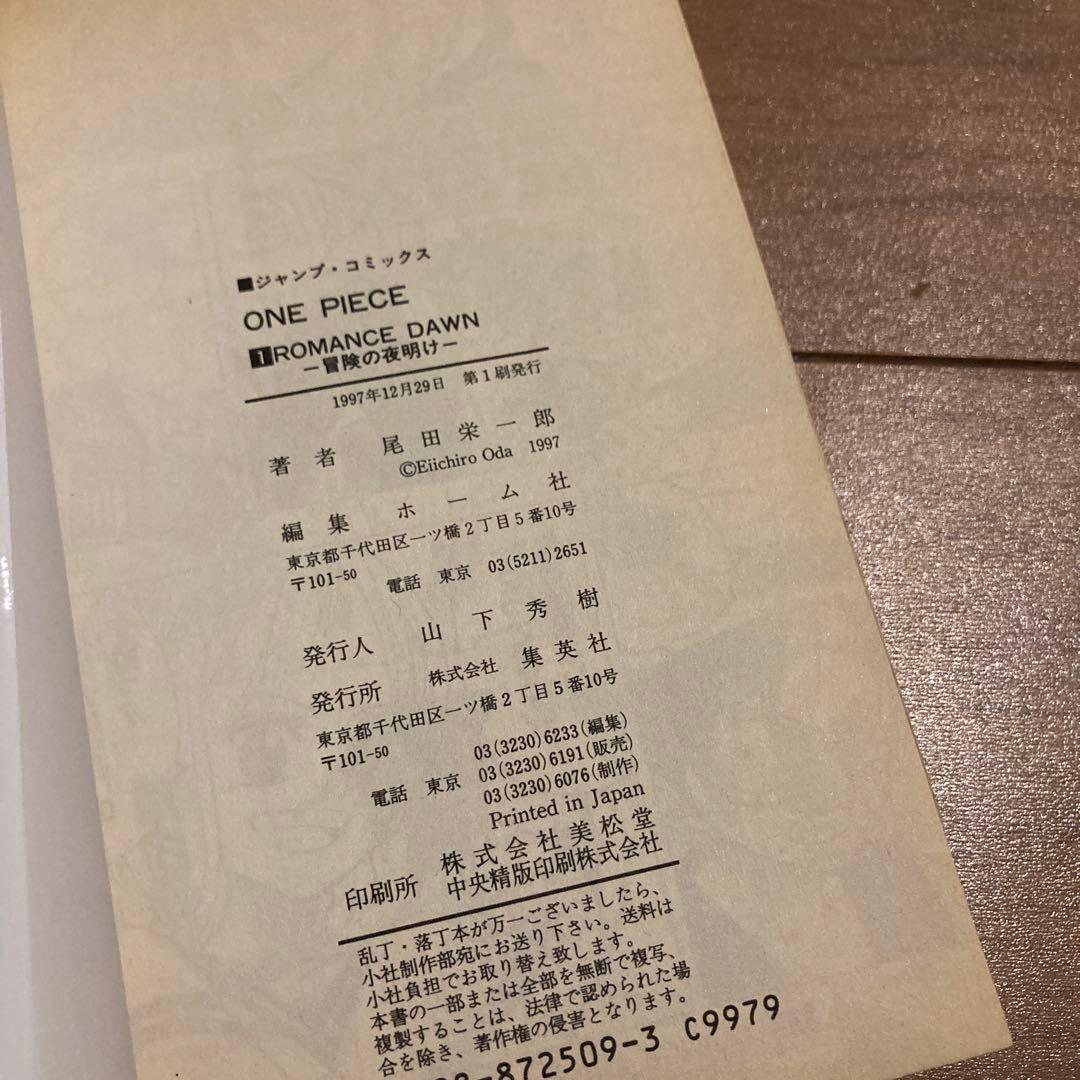 ■ジャンプ・コミックス
ONE PIECE
1 ROMANCE DAWN
―冒険の夜明け―
1997年12月29日 第1刷発行
著者 尾田栄一郎
©Eiichiro Oda 1997
編集 ホーム社
東京都千代田区一ツ橋2丁目5番10号
〒101-50
電話 東京 03(5211)2651
発行人 山下秀樹
発行所 株式会社 集英社
東京都千代田区一ツ橋2丁目5番10号
〒101-50
03(3230)6233(編集)
電話 東京 03(3230)6191(販売)
03(3230)6076(制作)
Printed in Japan
株式会社美松堂
印刷所 中央精版印刷株式会社
乱丁・落丁本が万一ございましたら、
小社制作部宛にお送り下さい。送料は
小社負担でお取り替え致します。
本書の一部または全部を無断で複写、
複製することは、法律で認められた場
合を除き、著作権の侵害となります。
-872509-3 C9979